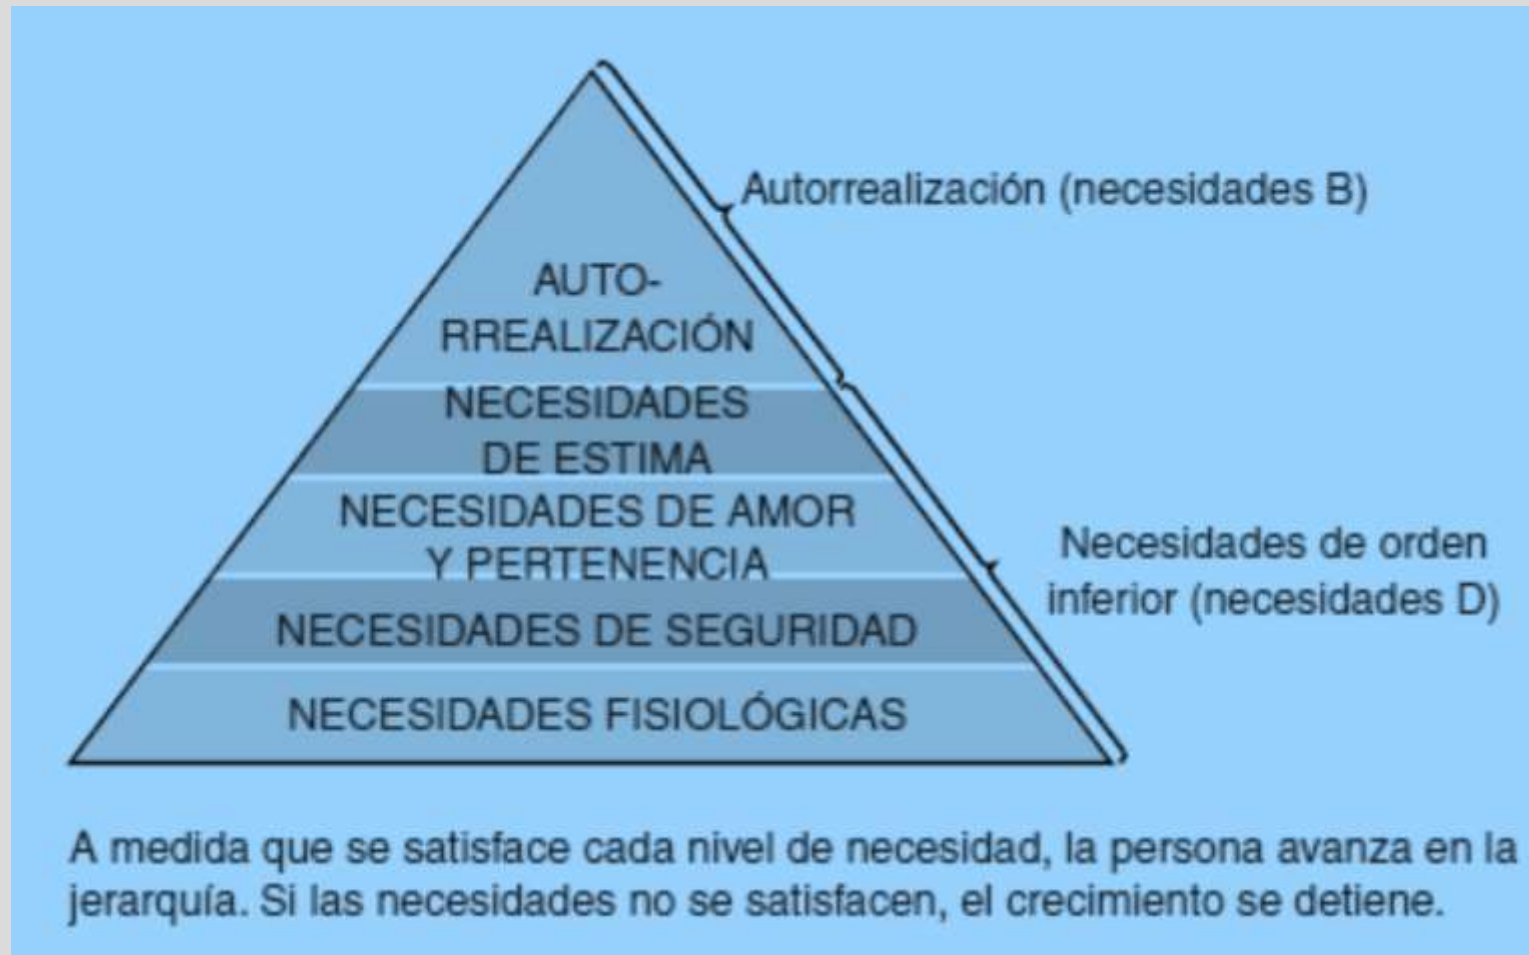 Autorrealización (necesidades B)
AUTO-
RREALIZACIÓN
NECESIDADES
DE ESTIMA
NECESIDADES DE AMOR
Y PERTENENCIA
Necesidades de orden
inferior (necesidades D)
NECESIDADES DE SEGURIDAD
NECESIDADES FISIOLÓGICAS
A medida que se satisface cada nivel de necesidad, la persona avanza en la
jerarquía. Si las necesidades no se satisfacen, el crecimiento se detiene.